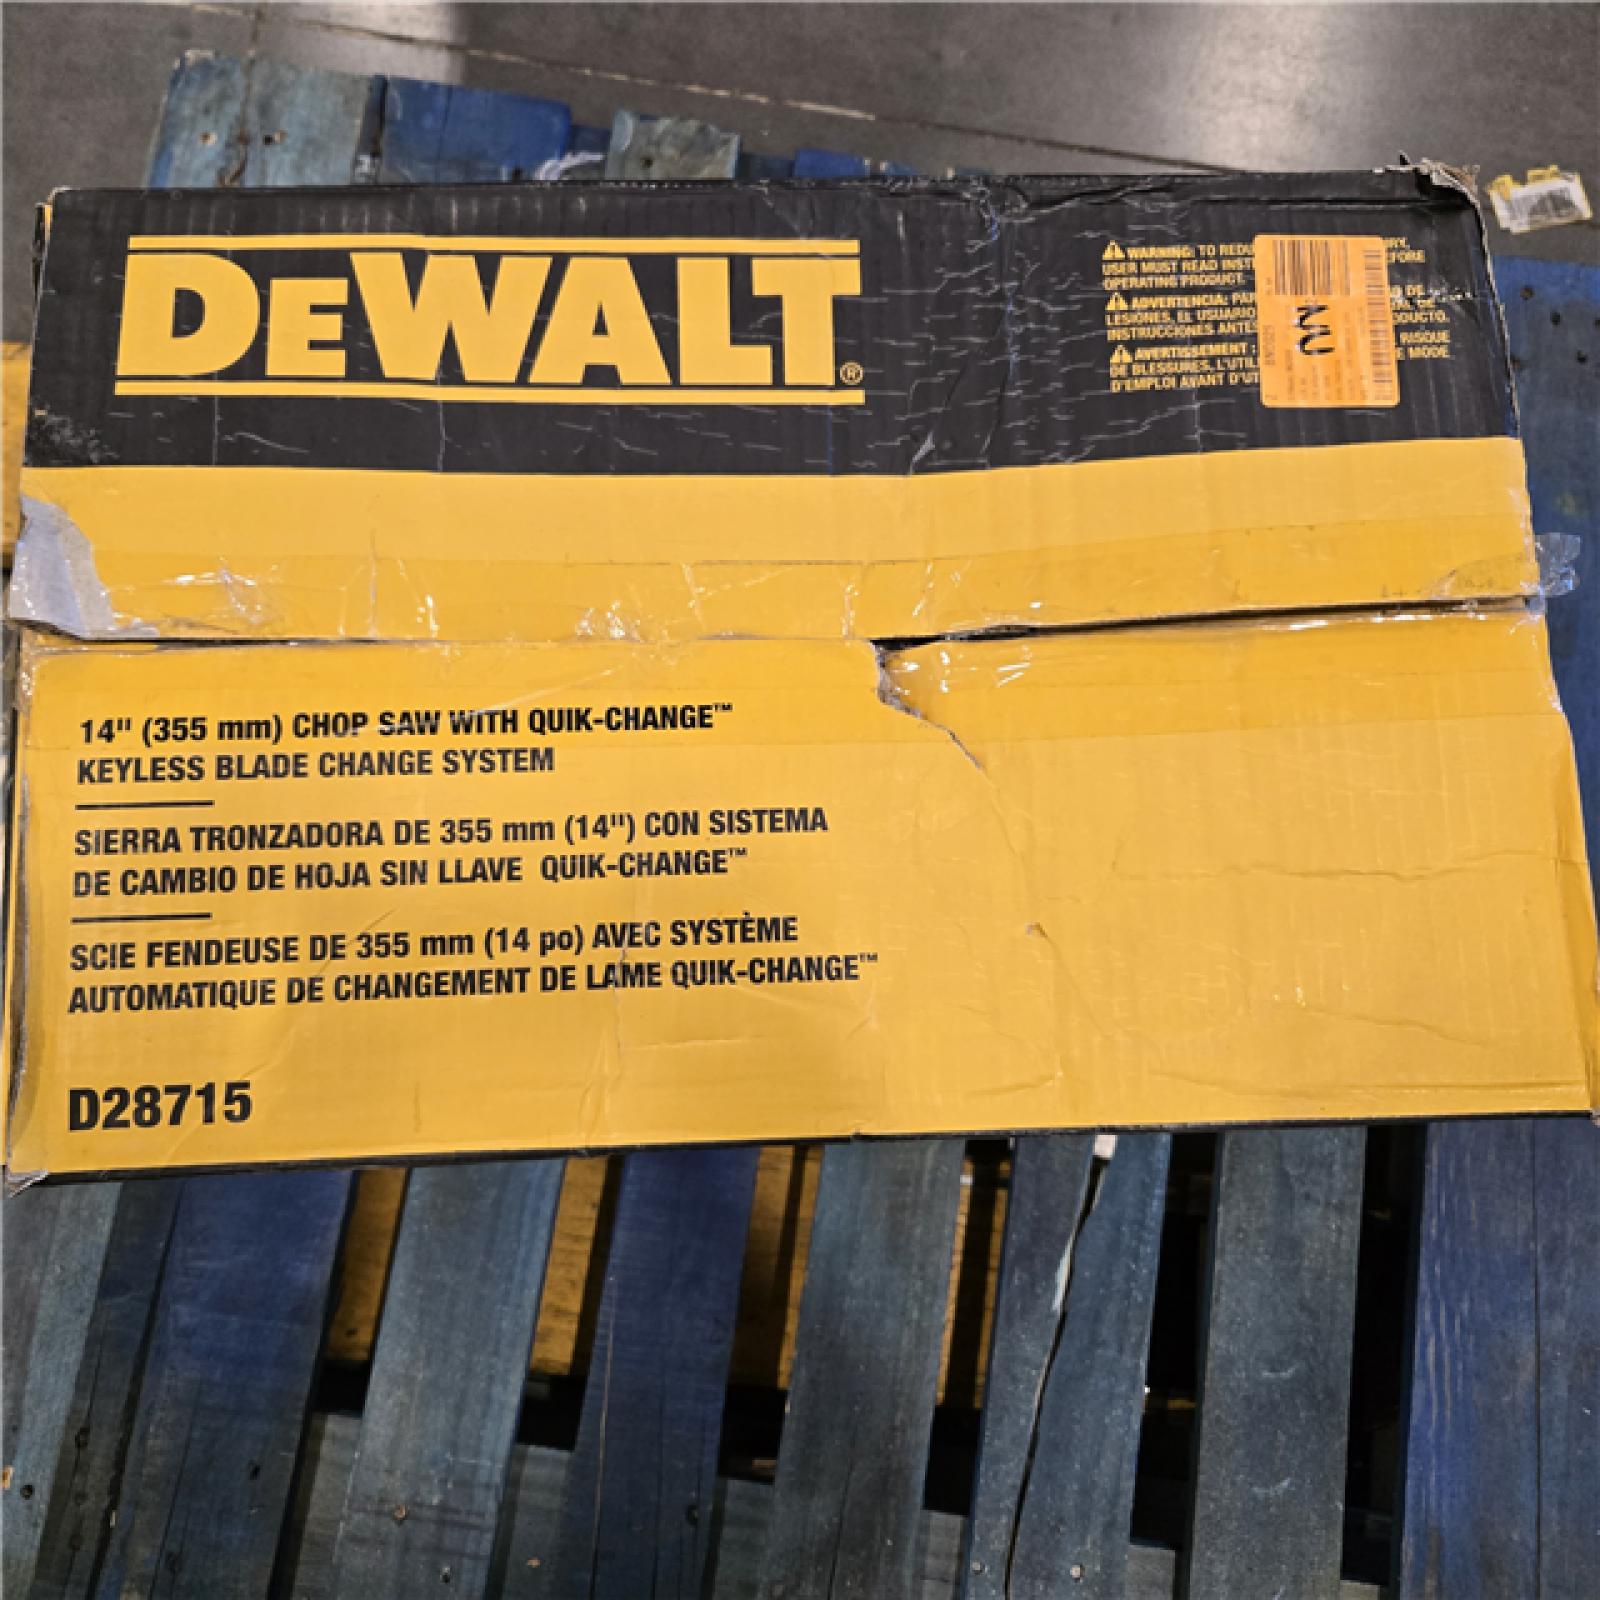 DEWALT®
WARNING: TO REDU
USER MUST READ INST
OPERATING PRODUCT.
ADVERTENCIA: PAR
LESIONES, EL USUARIO
INSTRUCCIONES ANTES
AVERTISSEMENT :
DE BLESSURES, L'UTIL
D'EMPLOI AVANT D'UT
RISQUE
E MODE
14" (355 mm) CHOP SAW WITH QUIK-CHANGE™
KEYLESS BLADE CHANGE SYSTEM
SIERRA TRONZADORA DE 355 mm (14") CON SISTEMA
DE CAMBIO DE HOJA SIN LLAVE QUIK-CHANGE™
SCIE FENDEUSE DE 355 mm (14 po) AVEC SYSTÈME
AUTOMATIQUE DE CHANGEMENT DE LAME QUIK-CHANGE™
D28715